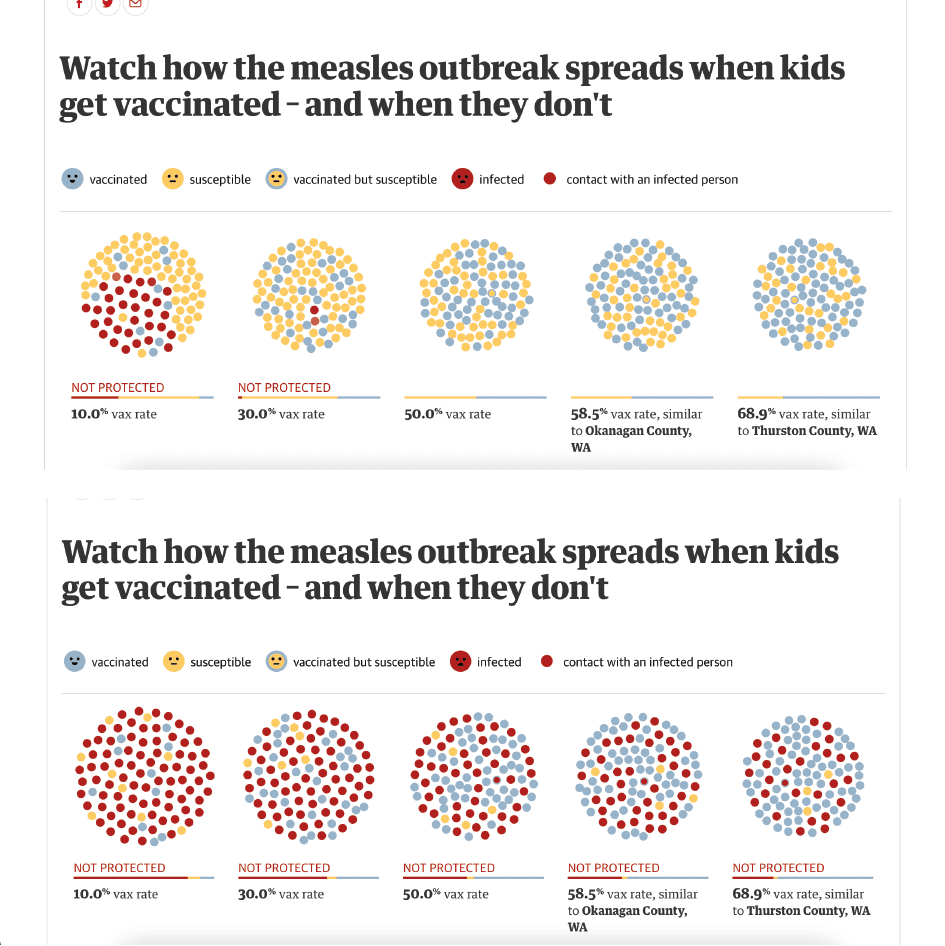 Watch how the measles outbreak spreads when kids
get vaccinated – and when they don't
vaccinated susceptible vaccinated but susceptible infected contact with an infected person
NOT PROTECTED NOT PROTECTED
10.0% vax rate 30.0% vax rate 50.0% vax rate 58.5% vax rate, similar 68.9% vax rate, similar
to Okanagan County, to Thurston County, WA
WA
Watch how the measles outbreak spreads when kids
get vaccinated – and when they don't
vaccinated susceptible vaccinated but susceptible infected contact with an infected person
NOT PROTECTED NOT PROTECTED NOT PROTECTED NOT PROTECTED NOT PROTECTED
10.0% vax rate 30.0% vax rate 50.0% vax rate 58.5% vax rate, similar 68.9% vax rate, similar
to Okanagan County, to Thurston County, WA
WA